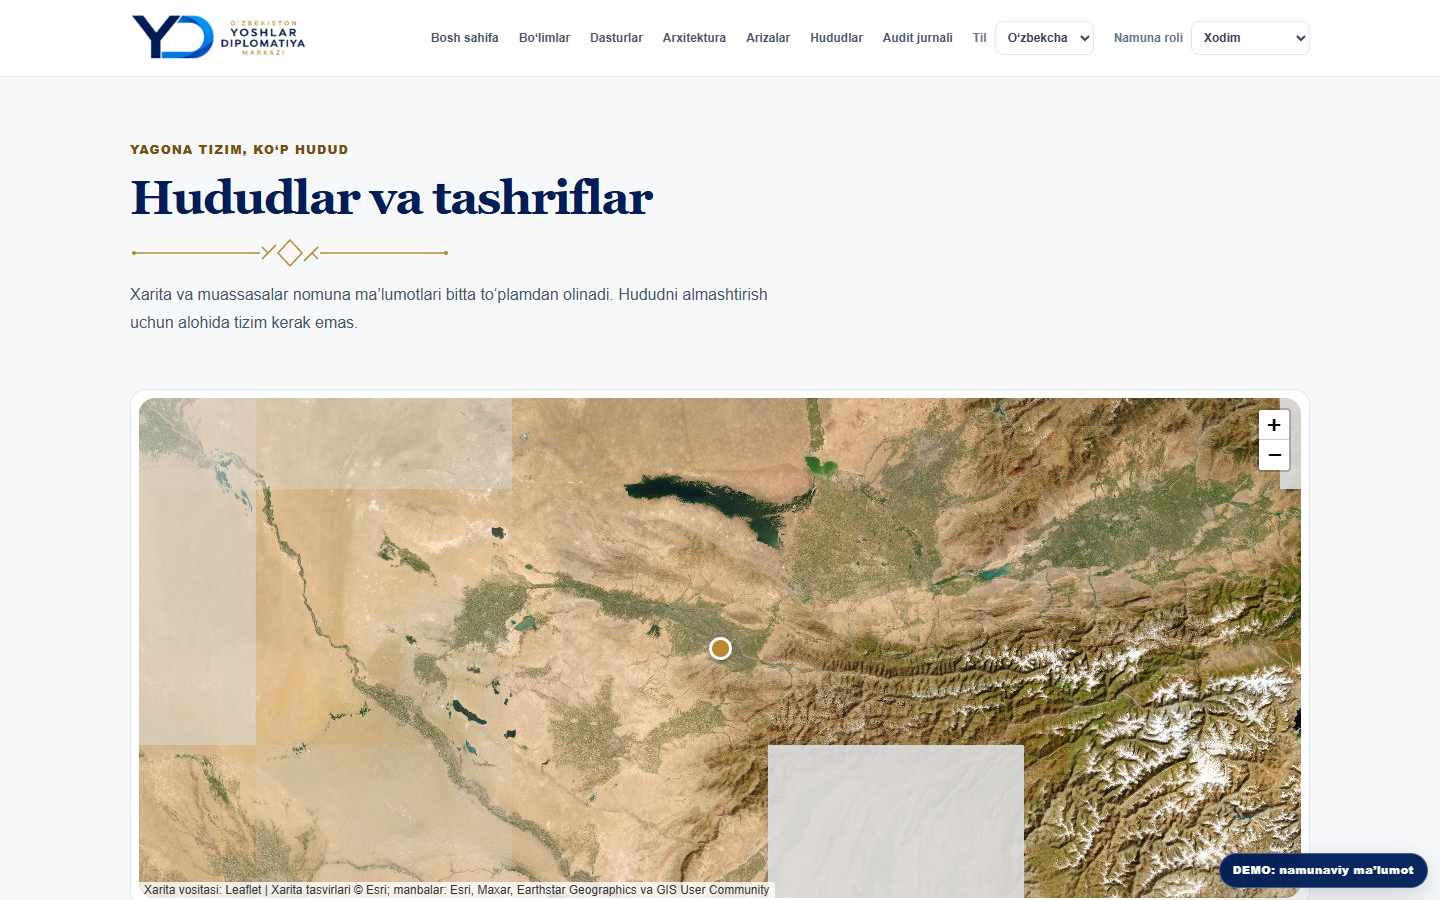 O'ZBEKISTON
YOSHLAR
DIPLOMATIYA
MARKAZI
Bosh sahifa
Bo‘limlar
Dasturlar
Arxitektura
Arizalar
Hududlar
Audit jurnali
Til
O‘zbekcha
Namuna roli
Xodim
YAGONA TIZIM, KO‘P HUDUD
Hududlar va tashriflar
Xarita va muassasalar nomuna ma’lumotlari bitta to‘plamdan olinadi. Hududni almashtirish
uchun alohida tizim kerak emas.
+
−
Xarita vositasi: Leaflet | Xarita tasvirlari © Esri; manbalar: Esri, Maxar, Earthstar Geographics va GIS User Community
DEMO: namunaviy ma’lumot